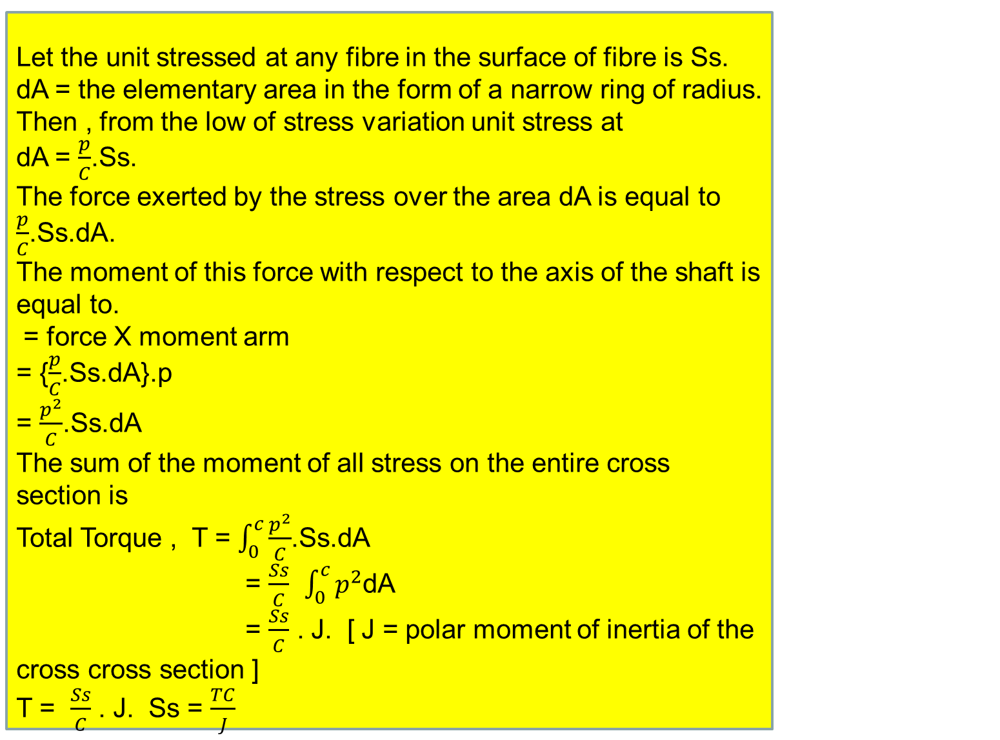 Let the unit stressed at any fibre in the surface of fibre is Ss.
dA = the elementary area in the form of a narrow ring of radius.
Then , from the low of stress variation unit stress at
dA = \frac{p}{C}.Ss.
The force exerted by the stress over the area dA is equal to
\frac{p}{C}.Ss.dA.
The moment of this force with respect to the axis of the shaft is
equal to.
= force X moment arm
= {\frac{p}{C}.Ss.dA}.p
= \frac{p^2}{C}.Ss.dA
The sum of the moment of all stress on the entire cross
section is
Total Torque , T = \int_0^C \frac{p^2}{C}.Ss.dA
= \frac{Ss}{C} \int_0^C p^2dA
= \frac{Ss}{C} . J. [ J = polar moment of inertia of the
cross cross section ]
T = \frac{Ss}{C} . J. Ss = \frac{TC}{J}